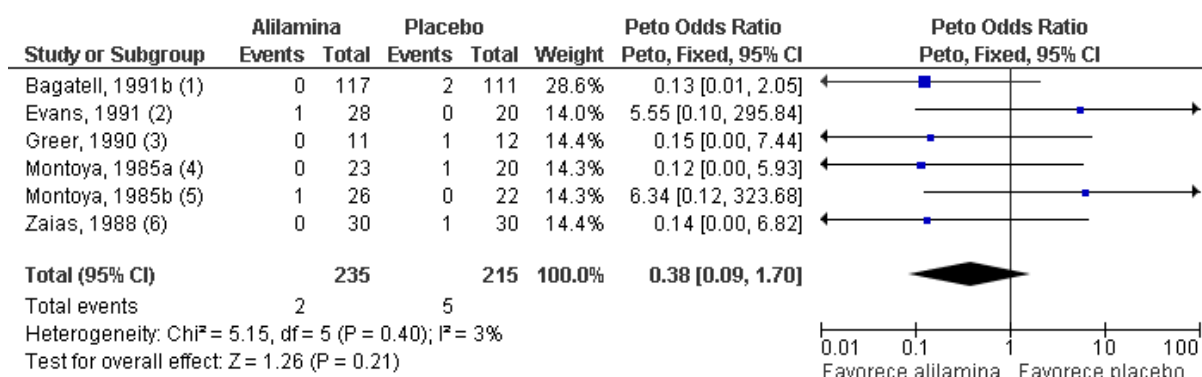 Alilamina Placebo Peto Odds Ratio Peto Odds Ratio
Study or Subgroup Events Total Events Total Weight Peto, Fixed, 95% CI Peto, Fixed, 95% CI
Bagatell, 1991b (1) 0 117 2 111 28.6% 0.13 [0.01, 2.05]
Evans, 1991 (2) 1 28 0 20 14.0% 5.55 [0.10, 295.84]
Greer, 1990 (3) 0 11 1 12 14.4% 0.15 [0.00, 7.44]
Montoya, 1985a (4) 0 23 1 20 14.3% 0.12 [0.00, 5.93]
Montoya, 1985b (5) 1 26 0 22 14.3% 6.34 [0.12, 323.68]
Zaias, 1988 (6) 0 30 1 30 14.4% 0.14 [0.00, 6.82]
Total (95% CI) 235 215 100.0% 0.38 [0.09, 1.70]
Total events 2 5
Heterogeneity: Chi² = 5.15, df = 5 (P = 0.40); I² = 3%
Test for overall effect: Z = 1.26 (P = 0.21)
0.01 0.1 1 10 100
Favorece alilamina Favorece placebo